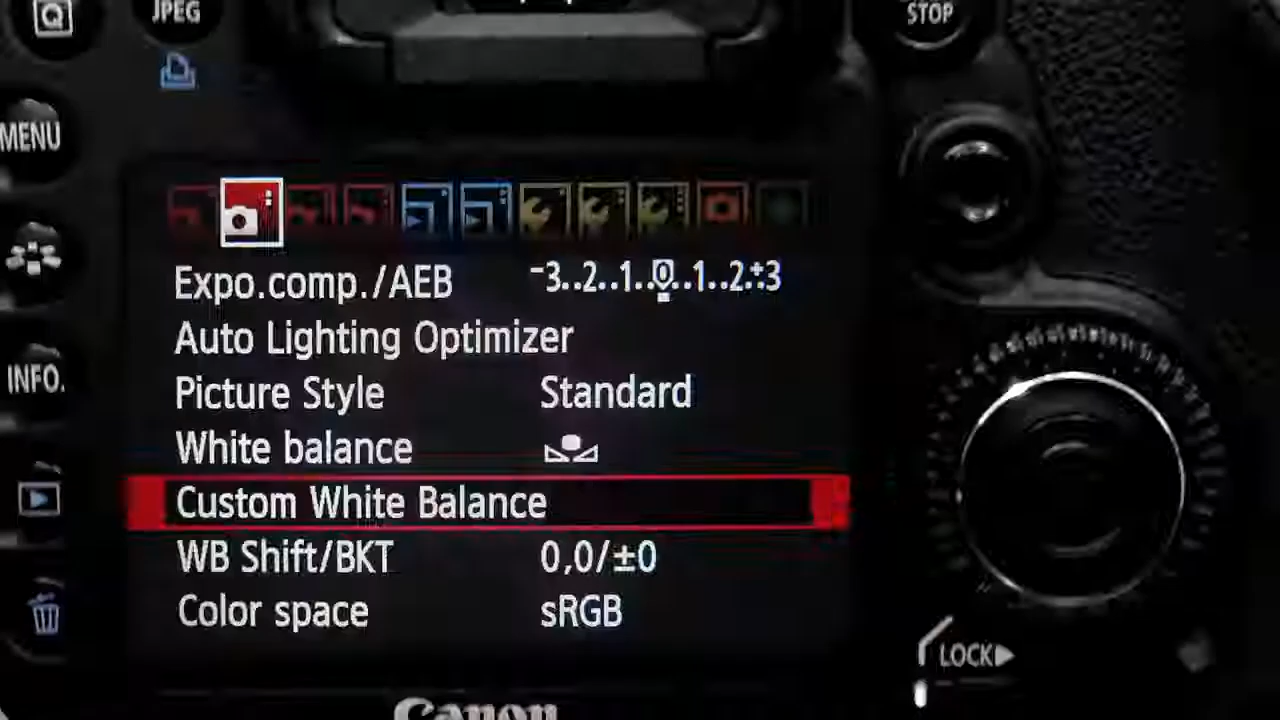 Q
JPEG
STOP
MENU
INFO.
Expo.comp./AEB -3..2..1..0..1..2..+3
Auto Lighting Optimizer
Picture Style Standard
White balance
Custom White Balance
WB Shift/BKT 0,0/±0
Color space sRGB
LOCK▶
Canon